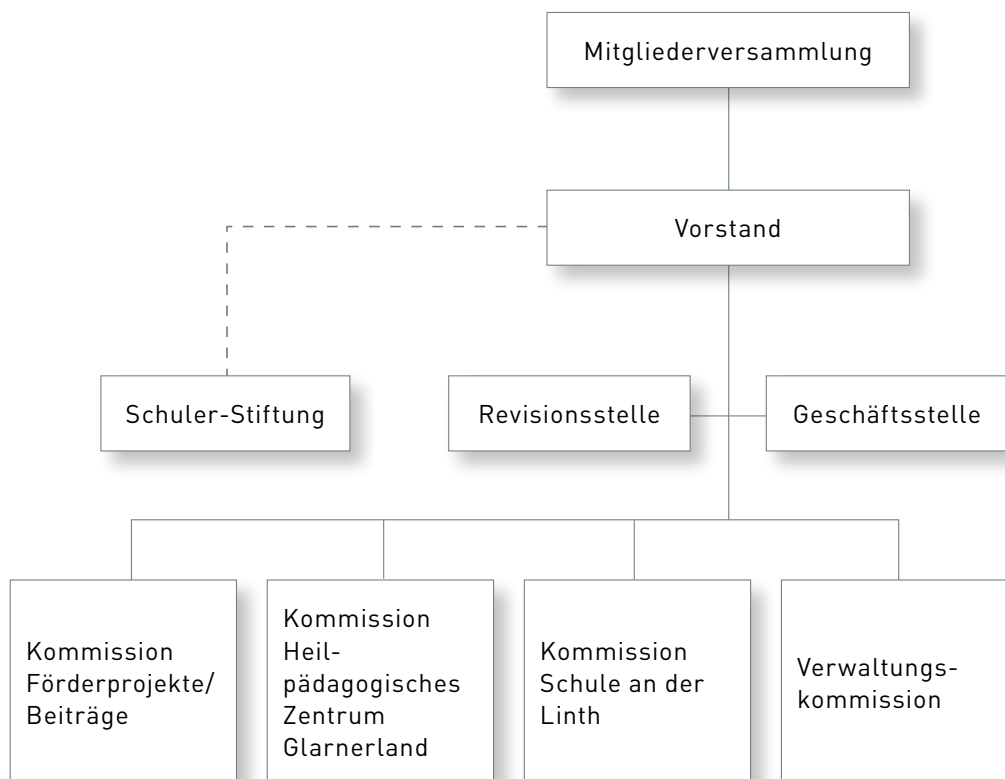 Mitgliederversammlung
Vorstand
Schuler-Stiftung
Revisionsstelle
Geschäftsstelle
Kommission
Förderprojekte/
Beiträge
Kommission
Heil-
pädagogisches
Zentrum
Glarnerland
Kommission
Schule an der
Linth
Verwaltungs-
kommission